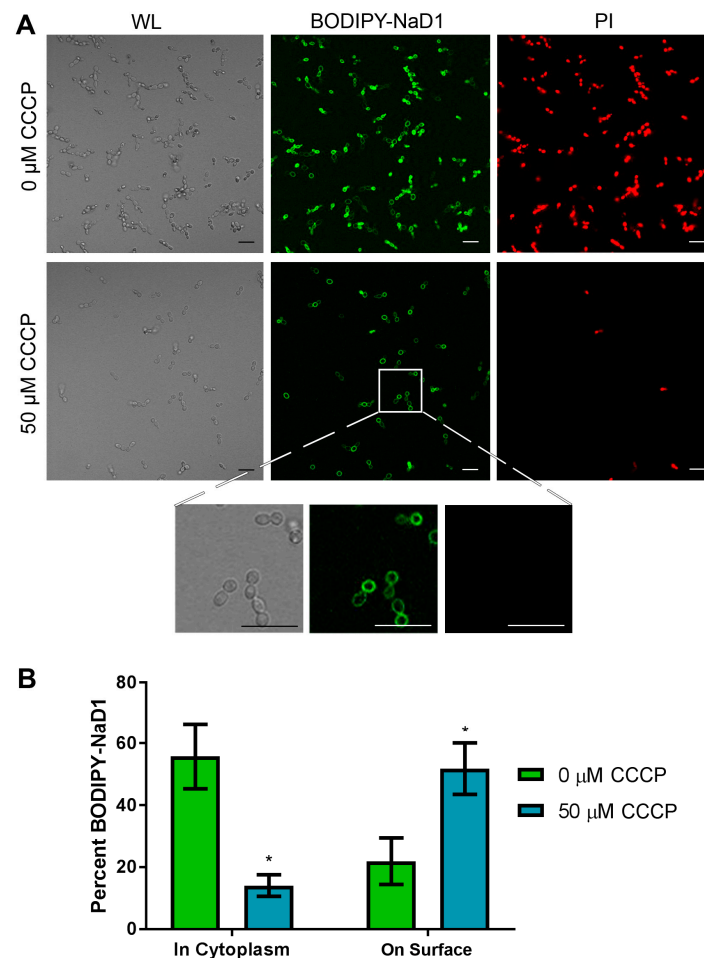 A
WL
BODIPY-NaD1
PI
0 µM CCCP
50 µM CCCP
B
Percent BODIPY-NaD1
80
60
40
20
0
*
*
In Cytoplasm
On Surface
0 µM CCCP
50 µM CCCP